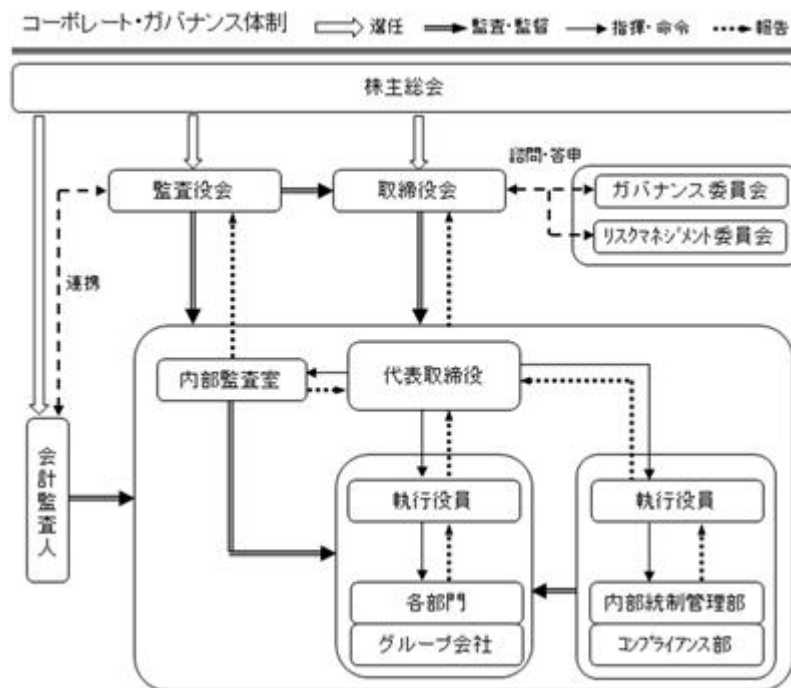 コーポレート・ガバナンス体制 選任 監査・監督 指揮・命令 報告
株主総会
諮問・答申
監査役会 取締役会 ガバナンス委員会
リスクマネジメント委員会
連携
内部監査室 代表取締役
会計監査人
執行役員 執行役員
各部門 内部統制管理部
グループ会社 コンプライアンス部